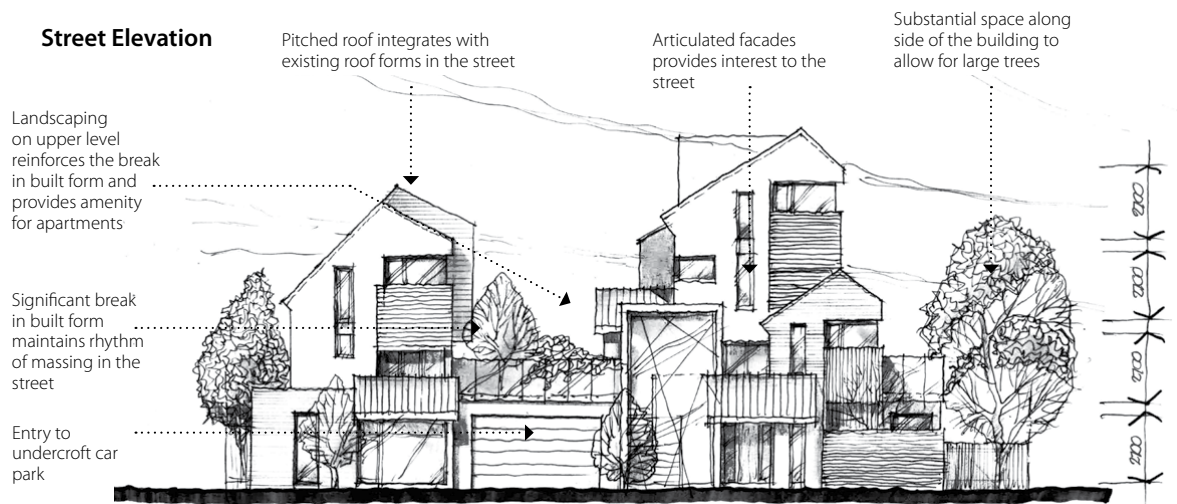 Street Elevation
Pitched roof integrates with
existing roof forms in the street
Articulated facades
provides interest to the
street
Substantial space along
side of the building to
allow for large trees
Landscaping
on upper level
reinforces the break
in built form and
provides amenity
for apartments
Significant break
in built form
maintains rhythm
of massing in the
street
Entry to
undercroft car
park